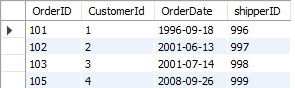 OrderID CustomerId OrderDate shipperID
101 1 1996-09-18 996
102 2 2001-06-13 997
103 3 2001-07-14 998
105 4 2008-09-26 999